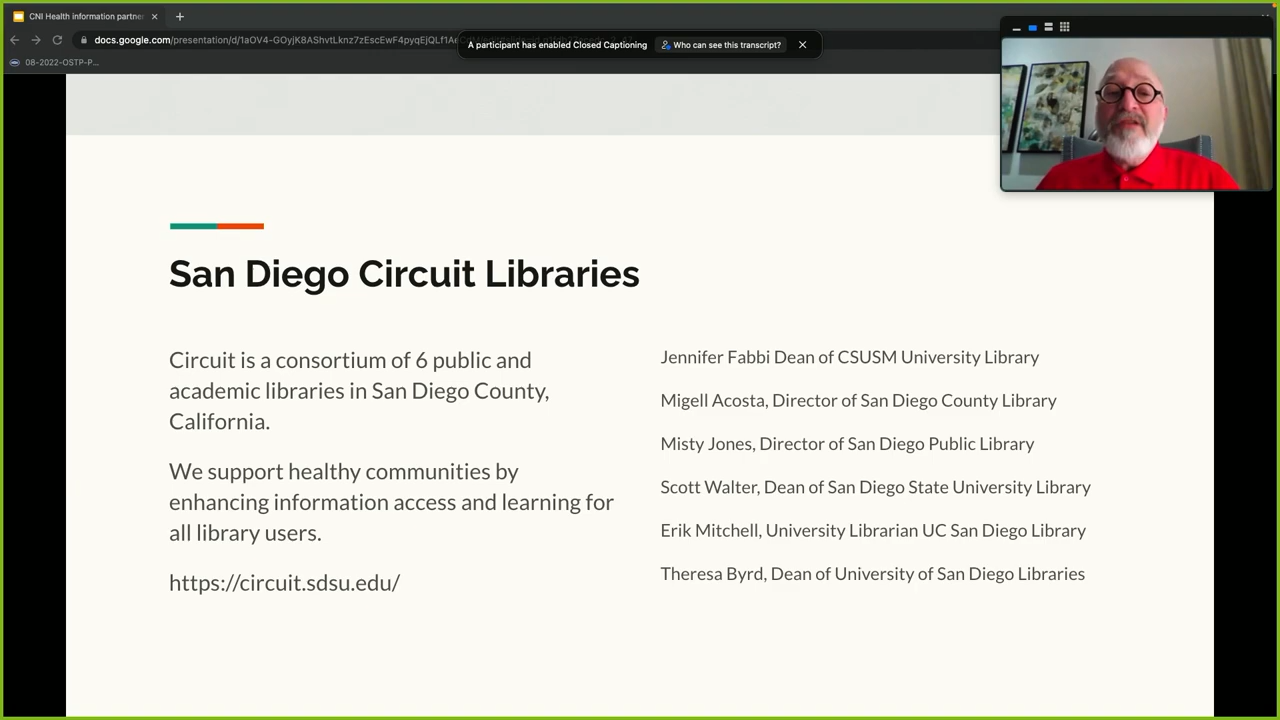 CNI Health information partner
docs.google.com/presentation/d/1aOV4-GOyjK8AShvtLknz7zEscEwF4pyqEjQLf1Ae
A participant has enabled Closed Captioning
Who can see this transcript?
08-2022-OSTP-P...
San Diego Circuit Libraries
Circuit is a consortium of 6 public and
academic libraries in San Diego County,
California.
We support healthy communities by
enhancing information access and learning for
all library users.
https://circuit.sdsu.edu/
Jennifer Fabbi Dean of CSUSM University Library
Migell Acosta, Director of San Diego County Library
Misty Jones, Director of San Diego Public Library
Scott Walter, Dean of San Diego State University Library
Erik Mitchell, University Librarian UC San Diego Library
Theresa Byrd, Dean of University of San Diego Libraries